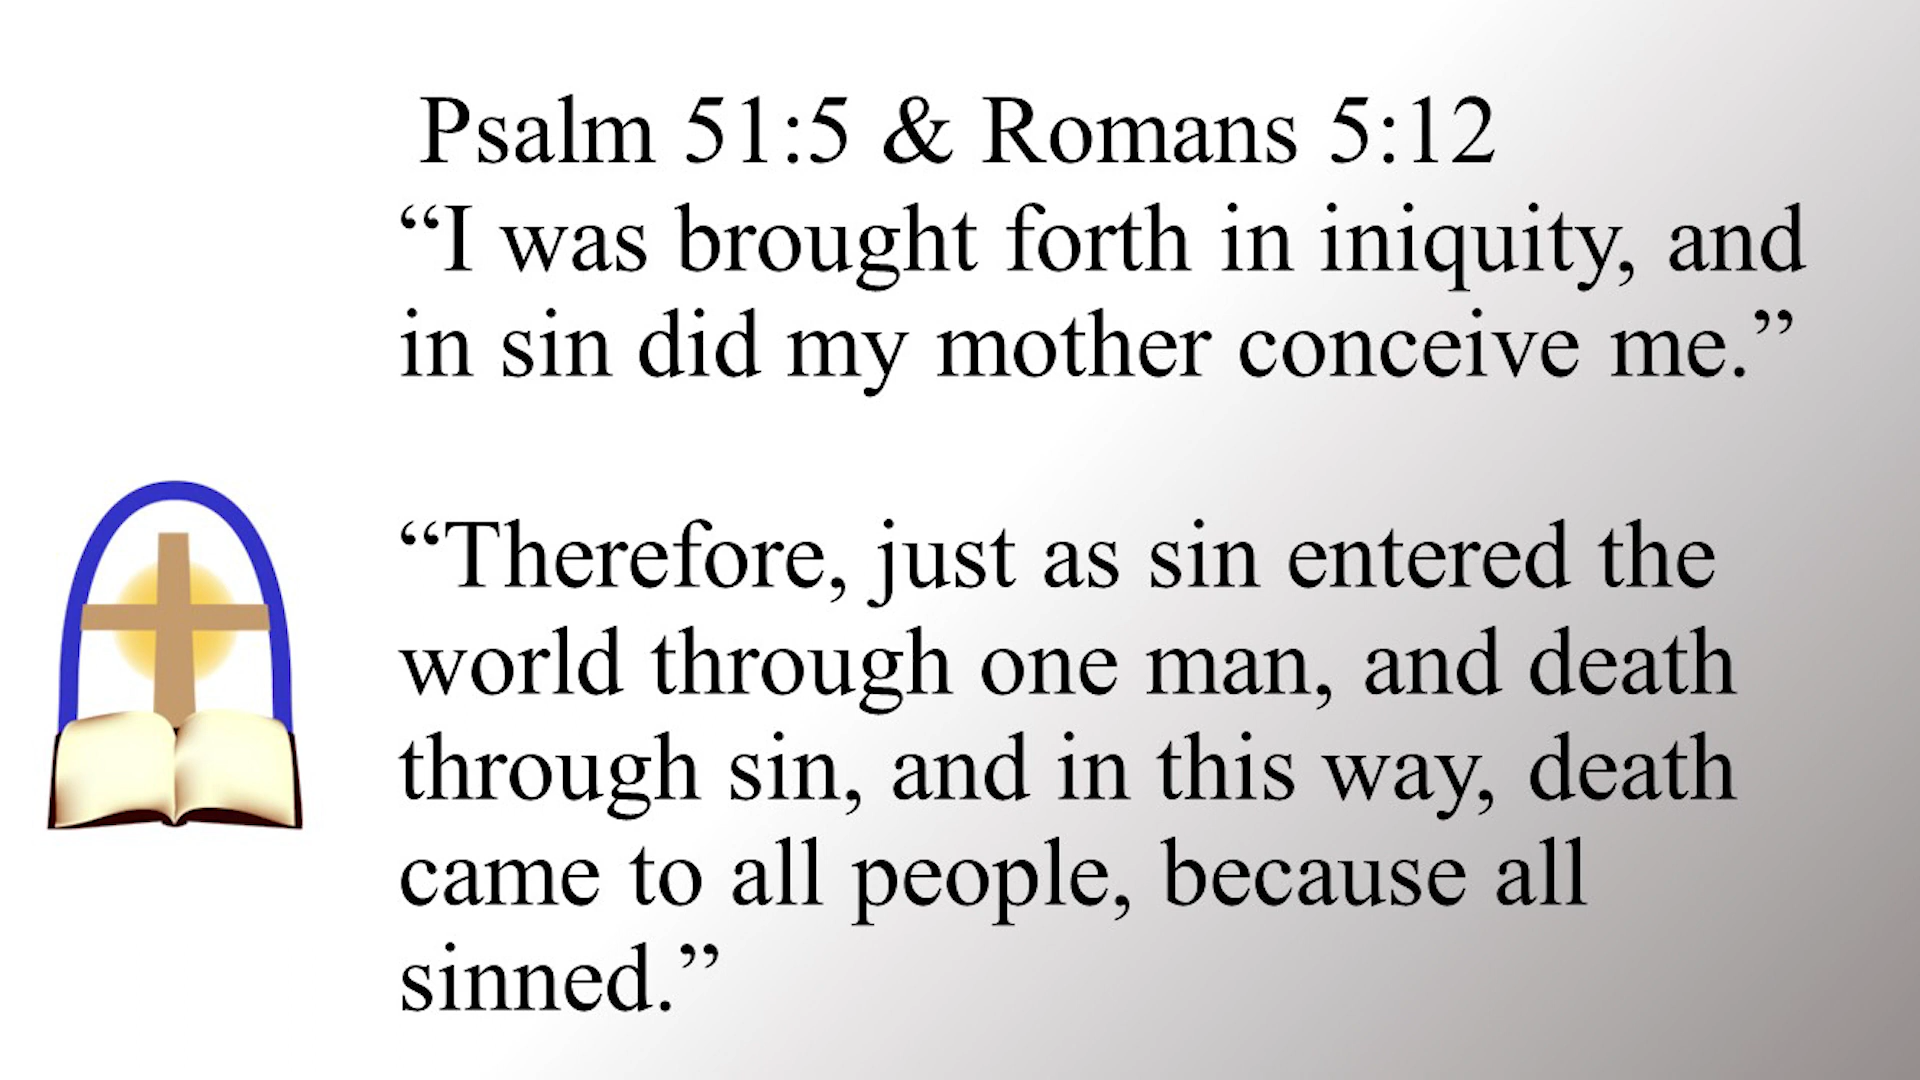 Psalm 51:5 & Romans 5:12
“I was brought forth in iniquity, and
in sin did my mother conceive me.”
“Therefore, just as sin entered the
world through one man, and death
through sin, and in this way, death
came to all people, because all
sinned.”